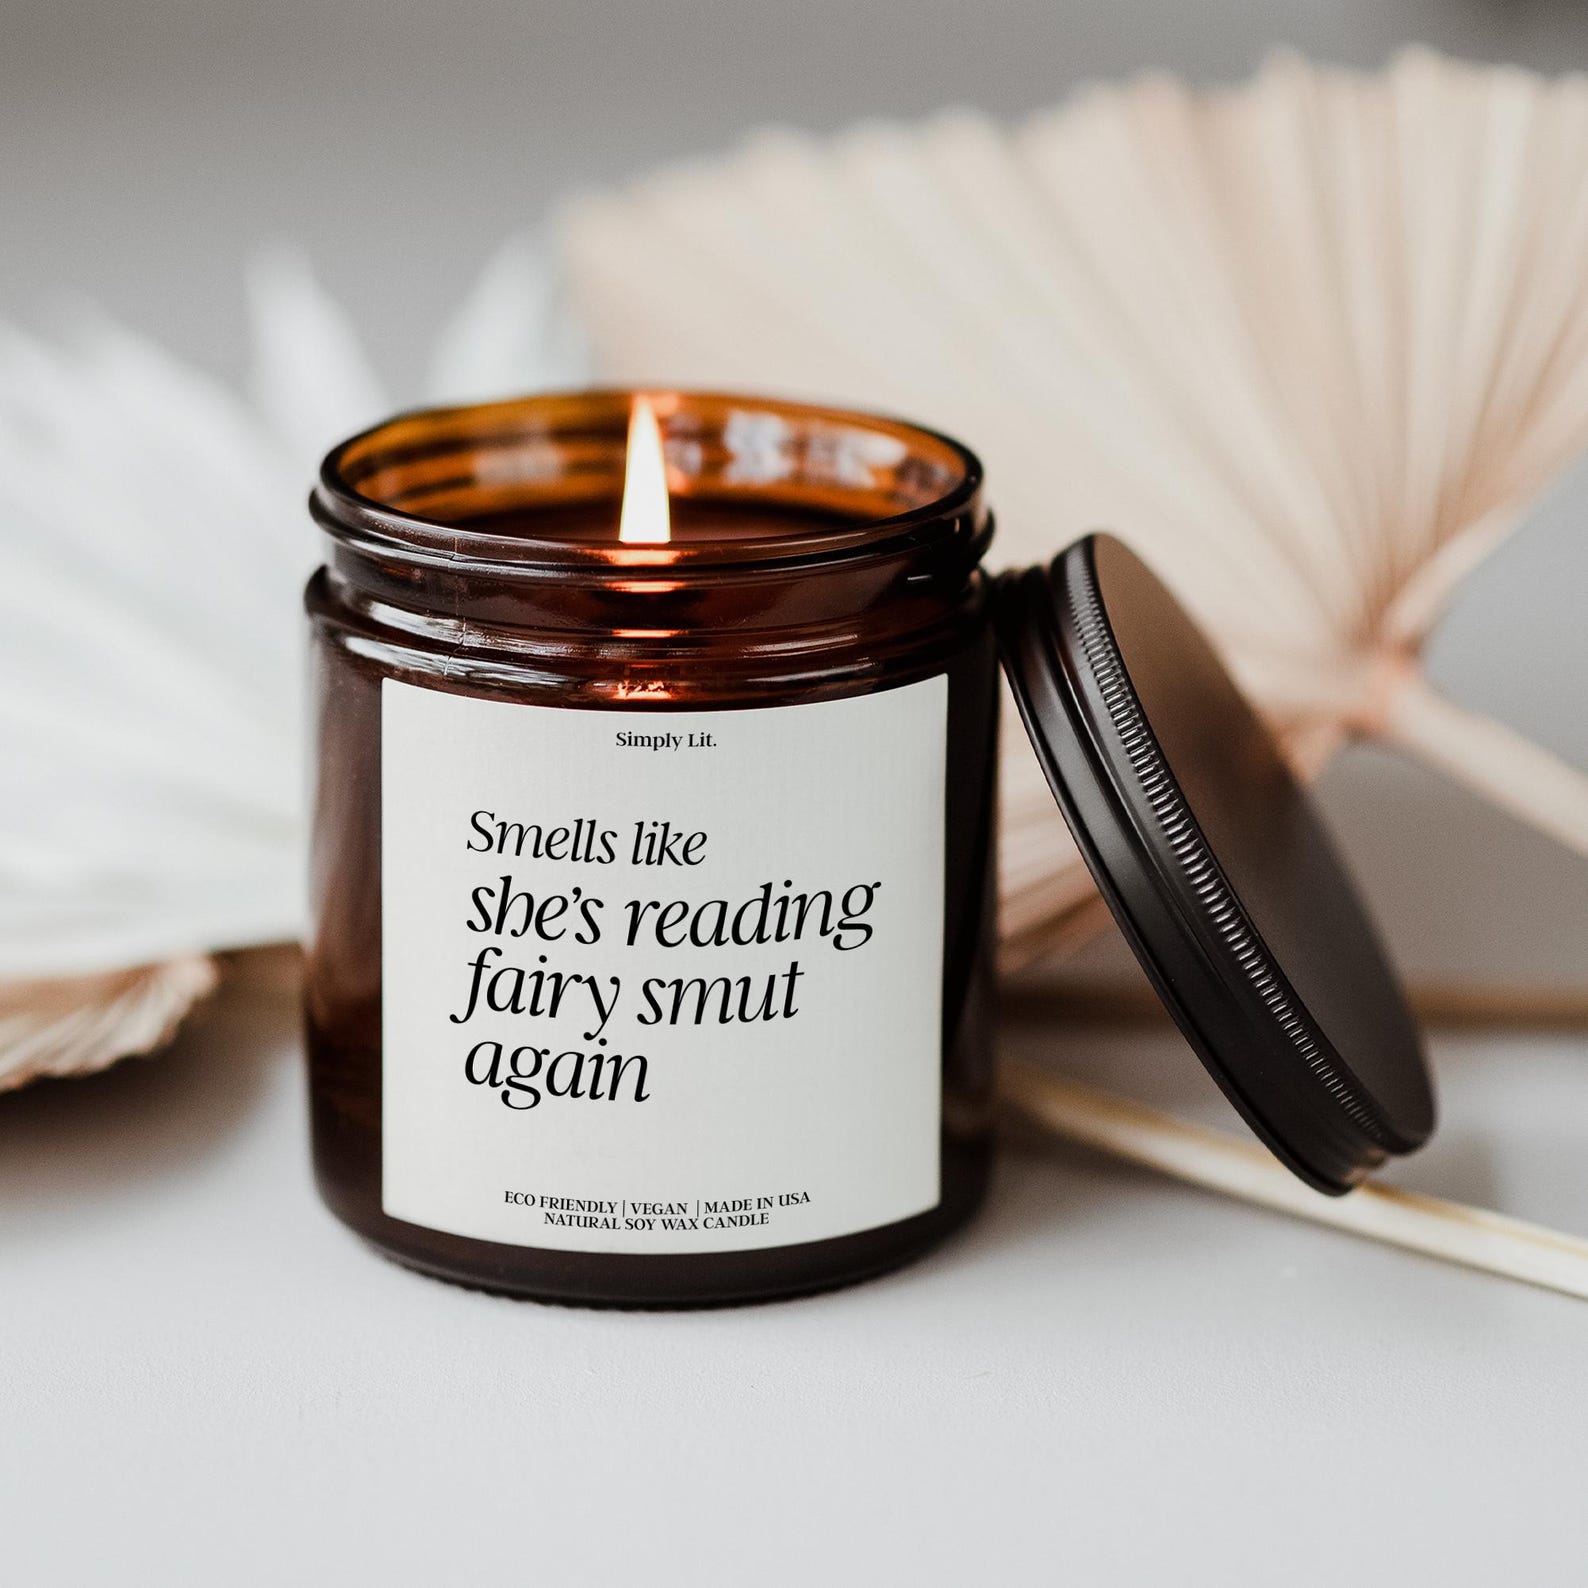 Simply Lit.
Smells like
she's reading
fairy smut
again
ECO FRIENDLY | VEGAN | MADE IN USA
NATURAL SOY WAX CANDLE